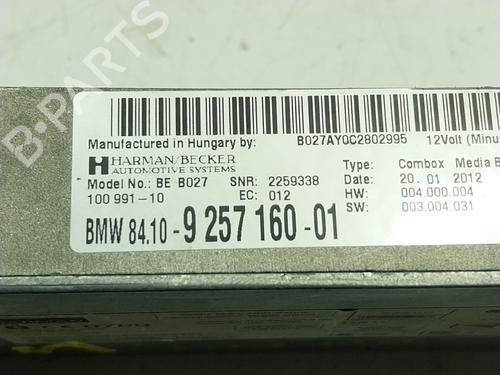 B-PARTS
Manufactured in Hungary by:
B027AY0C2802995
12Volt (Minu
HARMAN/BECKER
AUTOMOTIVE SYSTEMS
Type: Combox Media B
Model No.: BE B027 SNR: 2259338 Date: 20.01 2012
100 991-10 EC: 012 HW: 004.000.004
SW: 003.004.031
BMW 84.10- 9 257 160 -01